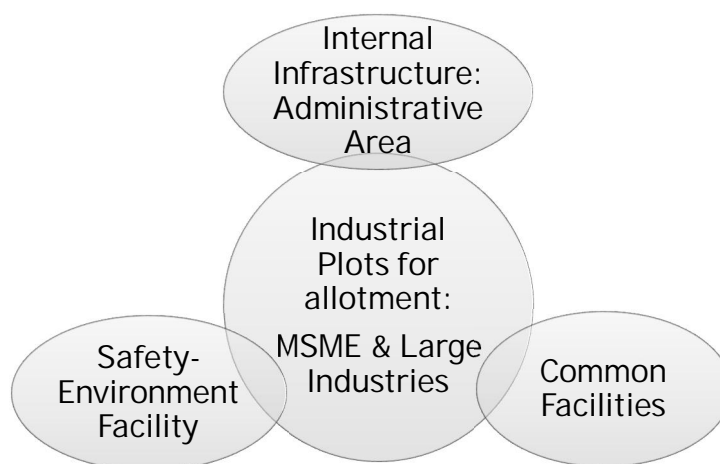 Internal
Infrastructure:
Administrative
Area
Industrial
Plots for
allotment:
MSME & Large
Industries
Safety-
Environment
Facility
Common
Facilities